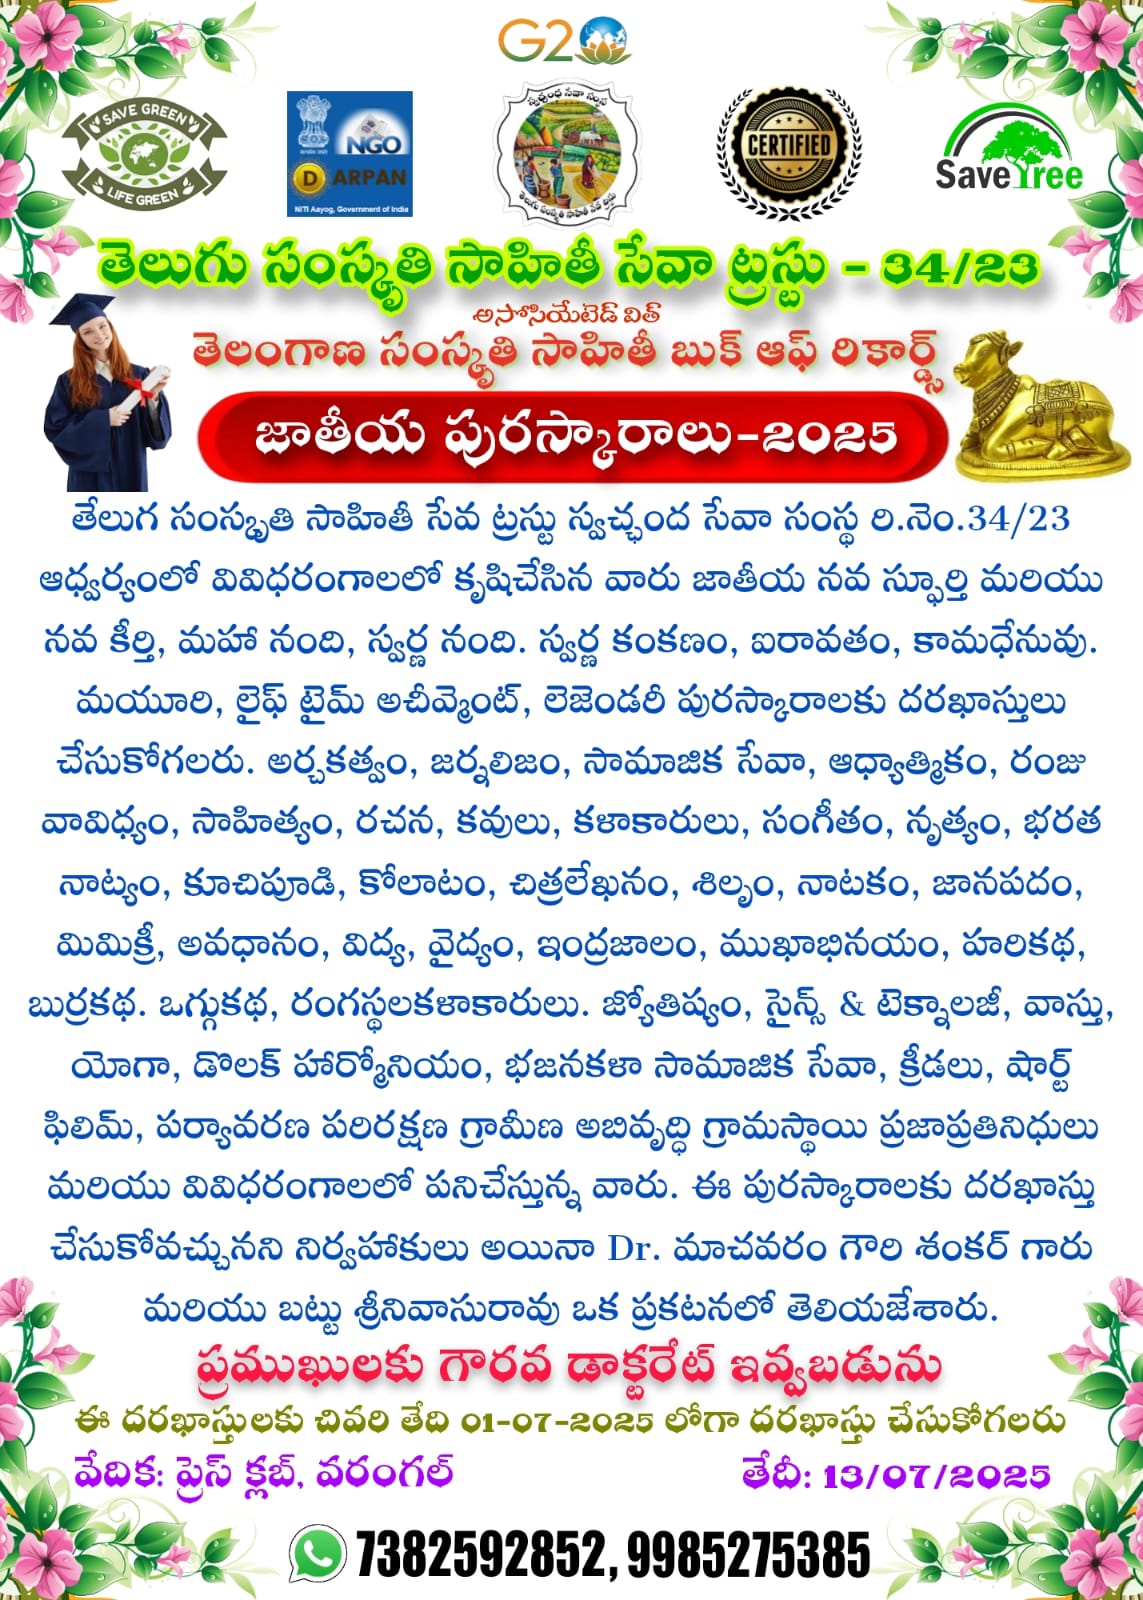 G20
SAVE GREEN
LIFE GREEN
NGO
D ARPAN
NITI Aayog, Government of India
స్వచ్ఛంధ సేవా సంస్థ
తెలుగు సంస్కృతి సాహితి సేవ ట్రస్టు
CERTIFIED
Save Tree
తెలుగు సంస్కృతి సాహితీ సేవా ట్రస్టు - 34/23
అసోసియేటెడ్ విత్
తెలంగాణ సంస్కృతి సాహితీ బుక్ ఆఫ్ రికార్డ్స్
జాతీయ పురస్కారాలు-2025
తేలుగ సంస్కృతి సాహితీ సేవ ట్రస్టు స్వచ్ఛంద సేవా సంస్థ రి.నెం.34/23
ఆధ్వర్యంలో వివిధరంగాలలో కృషిచేసిన వారు జాతీయ నవ స్ఫూర్తి మరియు
నవ కీర్తి, మహా నంది, స్వర్ణ నంది. స్వర్ణ కంకణం, ఐరావతం, కామధేనువు.
మయూరి, లైఫ్ టైమ్ అచీవ్మెంట్, లెజెండరీ పురస్కారాలకు దరఖాస్తులు
చేసుకోగలరు. అర్చకత్వం, జర్నలిజం, సామాజిక సేవా, ఆధ్యాత్మికం, రంజు
వావిధ్యం, సాహిత్యం, రచన, కవులు, కళాకారులు, సంగీతం, నృత్యం, భరత
నాట్యం, కూచిపూడి, కోలాటం, చిత్రలేఖనం, శిల్పం, నాటకం, జానపదం,
మిమిక్రీ, అవధానం, విద్య, వైద్యం, ఇంద్రజాలం, ముఖాభినయం, హరికథ,
బుర్రకథ. ఒగ్గుకథ, రంగస్థలకళాకారులు. జ్యోతిష్యం, సైన్స్ & టెక్నాలజీ, వాస్తు,
యోగా, డొలక్ హార్మోనియం, భజనకళా సామాజిక సేవా, క్రీడలు, షార్ట్
ఫిలిమ్, పర్యావరణ పరిరక్షణ గ్రామీణ అబివృద్ధి గ్రామస్థాయి ప్రజాప్రతినిధులు
మరియు వివిధరంగాలలో పనిచేస్తున్న వారు. ఈ పురస్కారాలకు దరఖాస్తు
చేసుకోవచ్చునని నిర్వహాకులు అయినా Dr. మాచవరం గౌరి శంకర్ గారు
మరియు బట్టు శ్రీనివాసురావు ఒక ప్రకటనలో తెలియజేశారు.
ప్రముఖులకు గౌరవ డాక్టరేట్ ఇవ్వబడును
ఈ దరఖాస్తులకు చివరి తేది 01-07-2025 లోగా దరఖాస్తు చేసుకోగలరు
వేదిక: ప్రెస్ క్లబ్, వరంగల్ తేదీ: 13/07/2025
7382592852, 9985275385